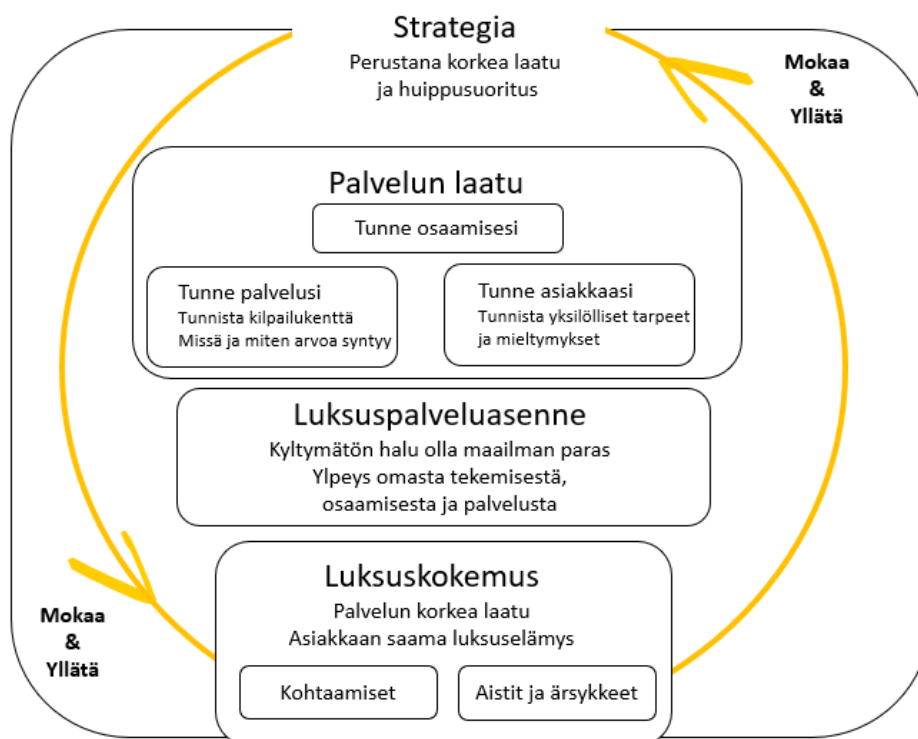 Strategia
Perustana korkea laatu
ja huippusuoritus
Mokaa
&
Yllätä
Palvelun laatu
Tunne osaamisesi
Tunne palvelusi
Tunnista kilpailukenttä
Missä ja miten arvoa syntyy
Tunne asiakkaasi
Tunnista yksilölliset tarpeet
ja mieltymykset
Luksuspalveluasenne
Kyltymätön halu olla maailman paras
Ylpeys omasta tekemisestä,
osaamisesta ja palvelusta
Luksuskokemus
Palvelun korkea laatu
Asiakkaan saama luksuselämys
Kohtaamiset
Aistit ja ärsykkeet
Mokaa
&
Yllätä